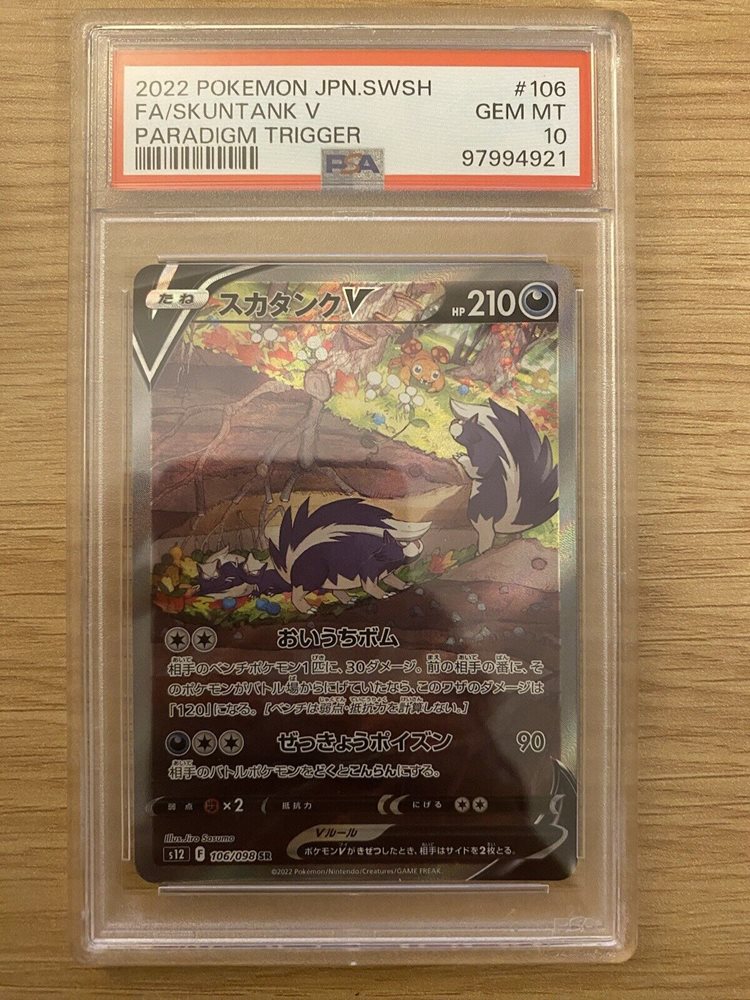 2022 POKEMON JPN.SWSH #106
FA/SKUNTANK V GEM MT
PARADIGM TRIGGER 10
PSA 97994921
たね スカタンクV HP 210
おいうちボム
相手のベンチポケモン1匹に、30ダメージ。前の相手の番に、そ
のポケモンがバトル場からにげていたなら、このワザのダメージは
「120」になる。[ベンチは弱点・抵抗力を計算しない。]
ぜっきょうポイズン 90
相手のバトルポケモンをどくとこんらんにする。
弱点 ×2 抵抗力 にげる
Illus.Jiro Sasumo
Vルール
ポケモンVがきぜつしたとき、相手はサイドを2枚とる。
s12 F 106/098 SR
©2022 Pokémon/Nintendo/Creatures/GAME FREAK.